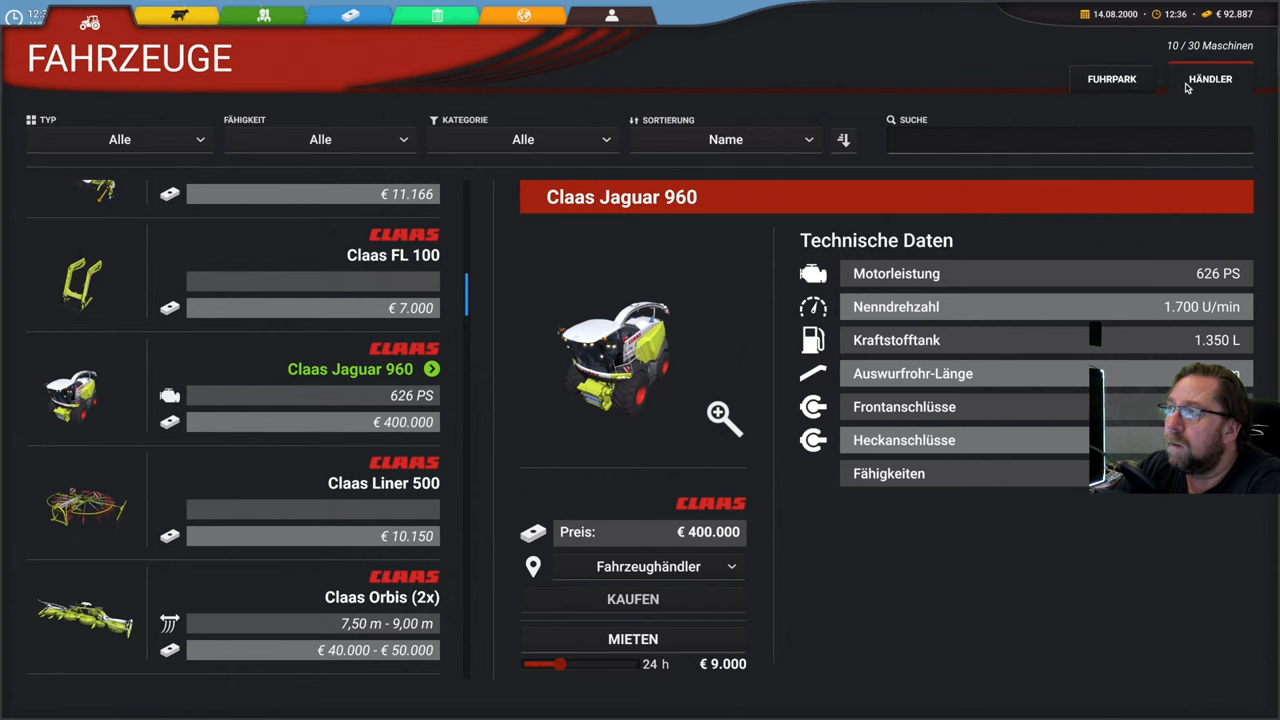 12:3
14.08.2000 12:36 € 92.887
FAHRZEUGE
10 / 30 Maschinen
FUHRPARK HÄNDLER
TYP FÄHIGKEIT KATEGORIE SORTIERUNG SUCHE
Alle Alle Alle Name
€ 11.166
CLAAS
Claas FL 100
€ 7.000
CLAAS
Claas Jaguar 960
626 PS
€ 400.000
CLAAS
Claas Liner 500
€ 10.150
CLAAS
Claas Orbis (2x)
7,50 m - 9,00 m
€ 40.000 - € 50.000
Claas Jaguar 960
CLAAS
Preis: € 400.000
Fahrzeughändler
KAUFEN
MIETEN
24 h € 9.000
Technische Daten
Motorleistung 626 PS
Nenndrehzahl 1.700 U/min
Kraftstofftank 1.350 L
Auswurfrohr-Länge
Frontanschlüsse
Heckanschlüsse
Fähigkeiten